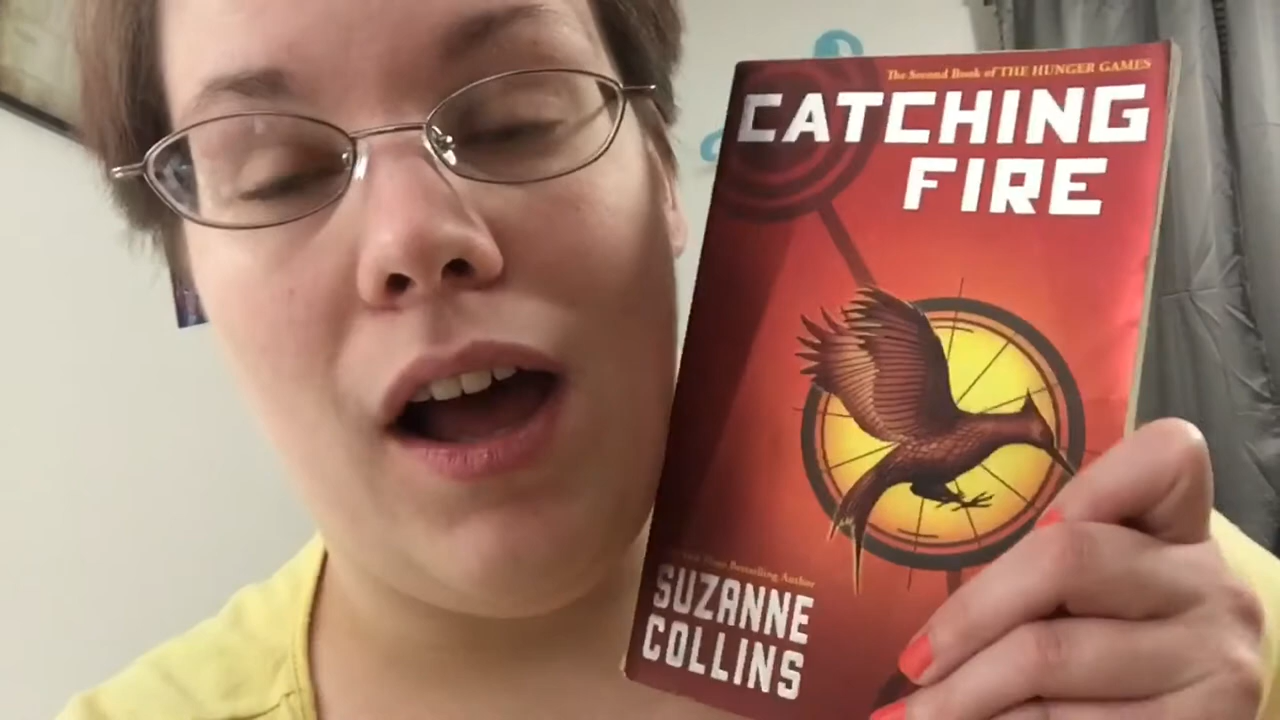 The Second Book of THE HUNGER GAMES
CATCHING
FIRE
Bestselling Author
SUZANNE
COLLINS